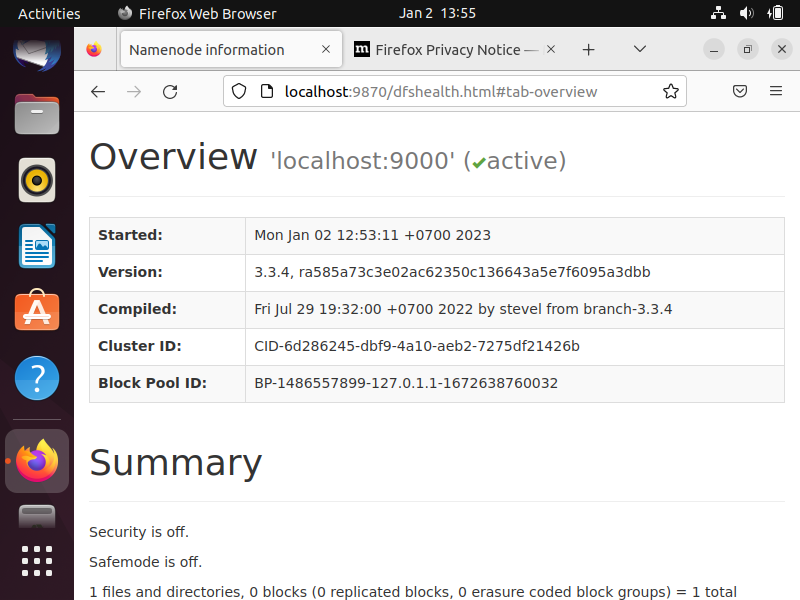 Activities Firefox Web Browser Jan 2 13:55
Namenode information × m Firefox Privacy Notice — ×
localhost:9870/dfshealth.html#tab-overview
Overview 'localhost:9000' (✔active)
Started: Mon Jan 02 12:53:11 +0700 2023
Version: 3.3.4, ra585a73c3e02ac62350c136643a5e7f6095a3dbb
Compiled: Fri Jul 29 19:32:00 +0700 2022 by stevel from branch-3.3.4
Cluster ID: CID-6d286245-dbf9-4a10-aeb2-7275df21426b
Block Pool ID: BP-1486557899-127.0.1.1-1672638760032
Summary
Security is off.
Safemode is off.
1 files and directories, 0 blocks (0 replicated blocks, 0 erasure coded block groups) = 1 total